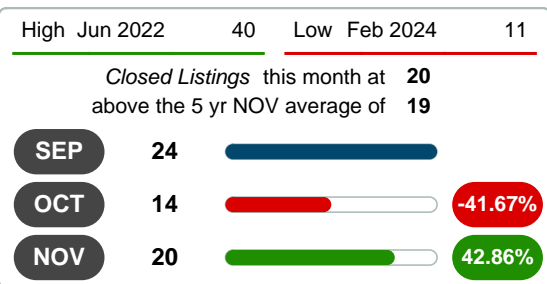 High Jun 2022 40 Low Feb 2024 11
Closed Listings this month at 20
above the 5 yr NOV average of 19
SEP 24
OCT 14 -41.67%
NOV 20 42.86%